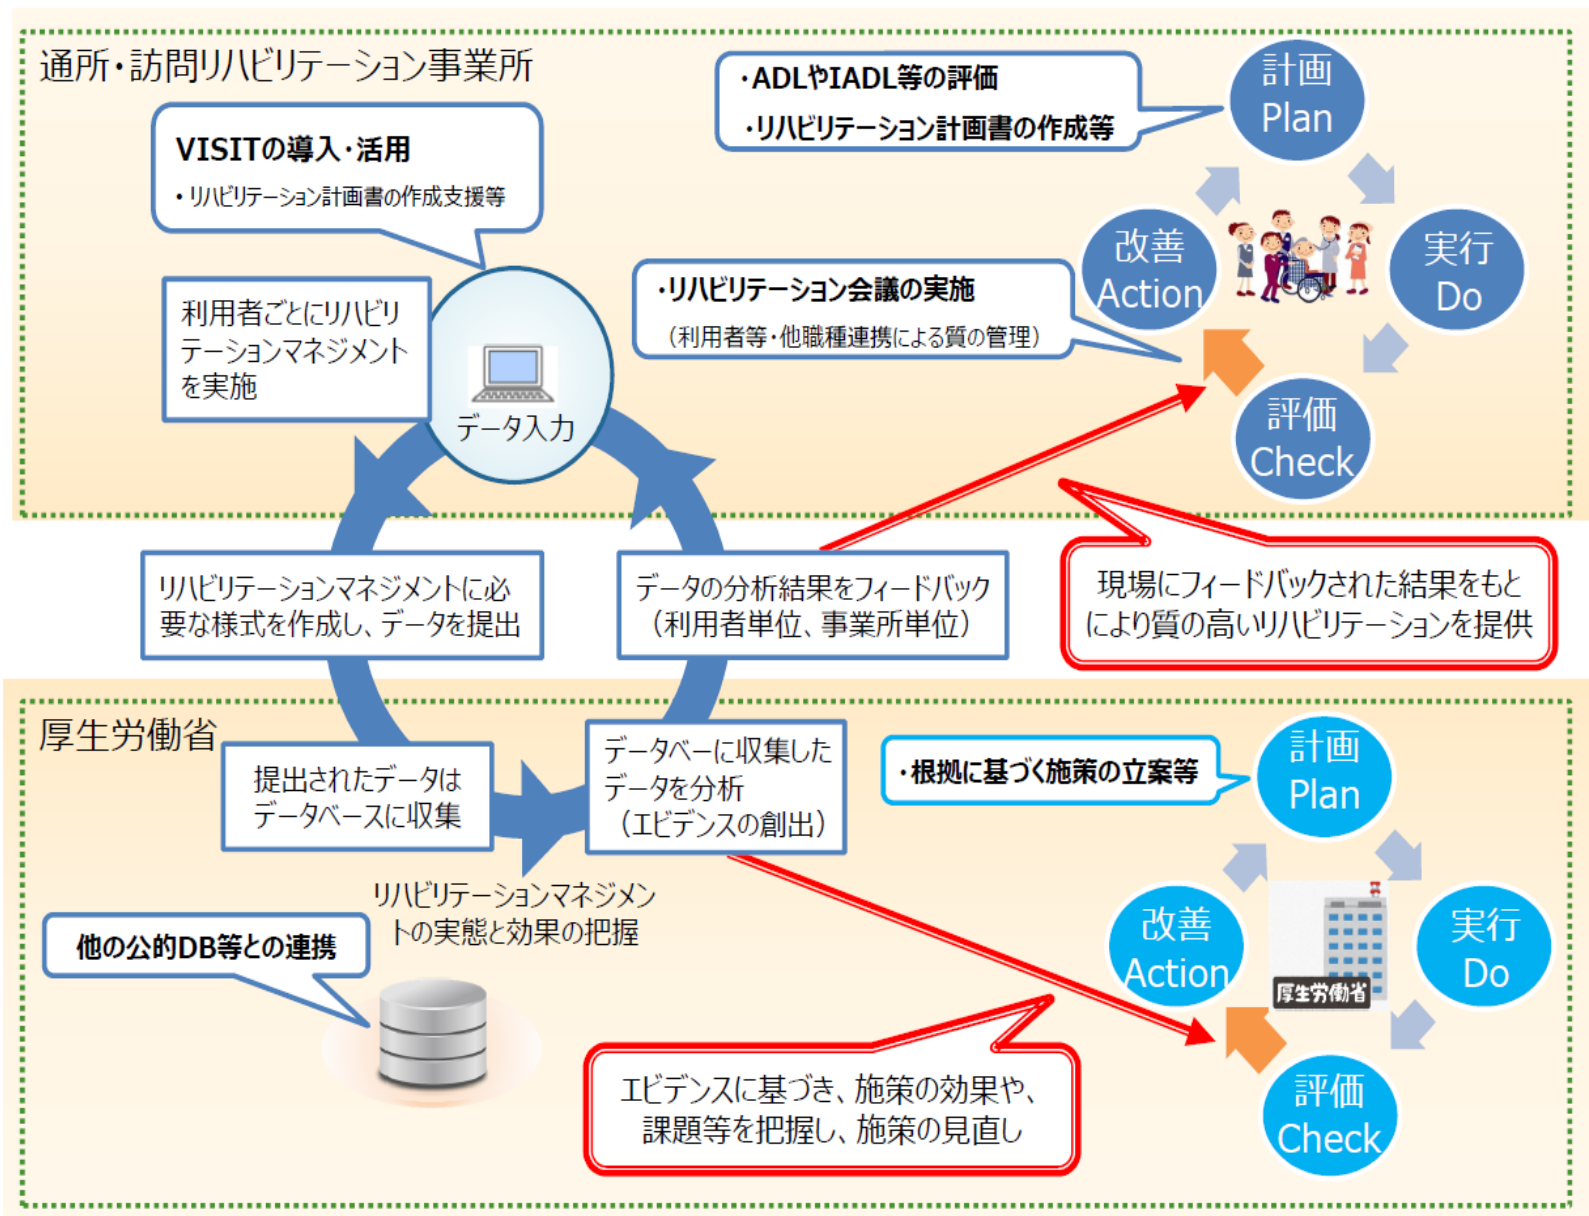 通所・訪問リハビリテーション事業所
VISITの導入・活用
・リハビリテーション計画書の作成支援等
・ADLやIADL等の評価
・リハビリテーション計画書の作成等
計画
Plan
改善
Action
実行
Do
評価
Check
・リハビリテーション会議の実施
（利用者等・他職種連携による質の管理）
利用者ごとにリハビリ
テーションマネジメント
を実施
データ入力
リハビリテーションマネジメントに必
要な様式を作成し、データを提出
データの分析結果をフィードバック
（利用者単位、事業所単位）
現場にフィードバックされた結果をもと
により質の高いリハビリテーションを提供
厚生労働省
提出されたデータは
データベースに収集
データベーに収集した
データを分析
（エビデンスの創出）
リハビリテーションマネジメン
トの実態と効果の把握
他の公的DB等との連携
・根拠に基づく施策の立案等
計画
Plan
改善
Action
実行
Do
厚生労働省
評価
Check
エビデンスに基づき、施策の効果や、
課題等を把握し、施策の見直し